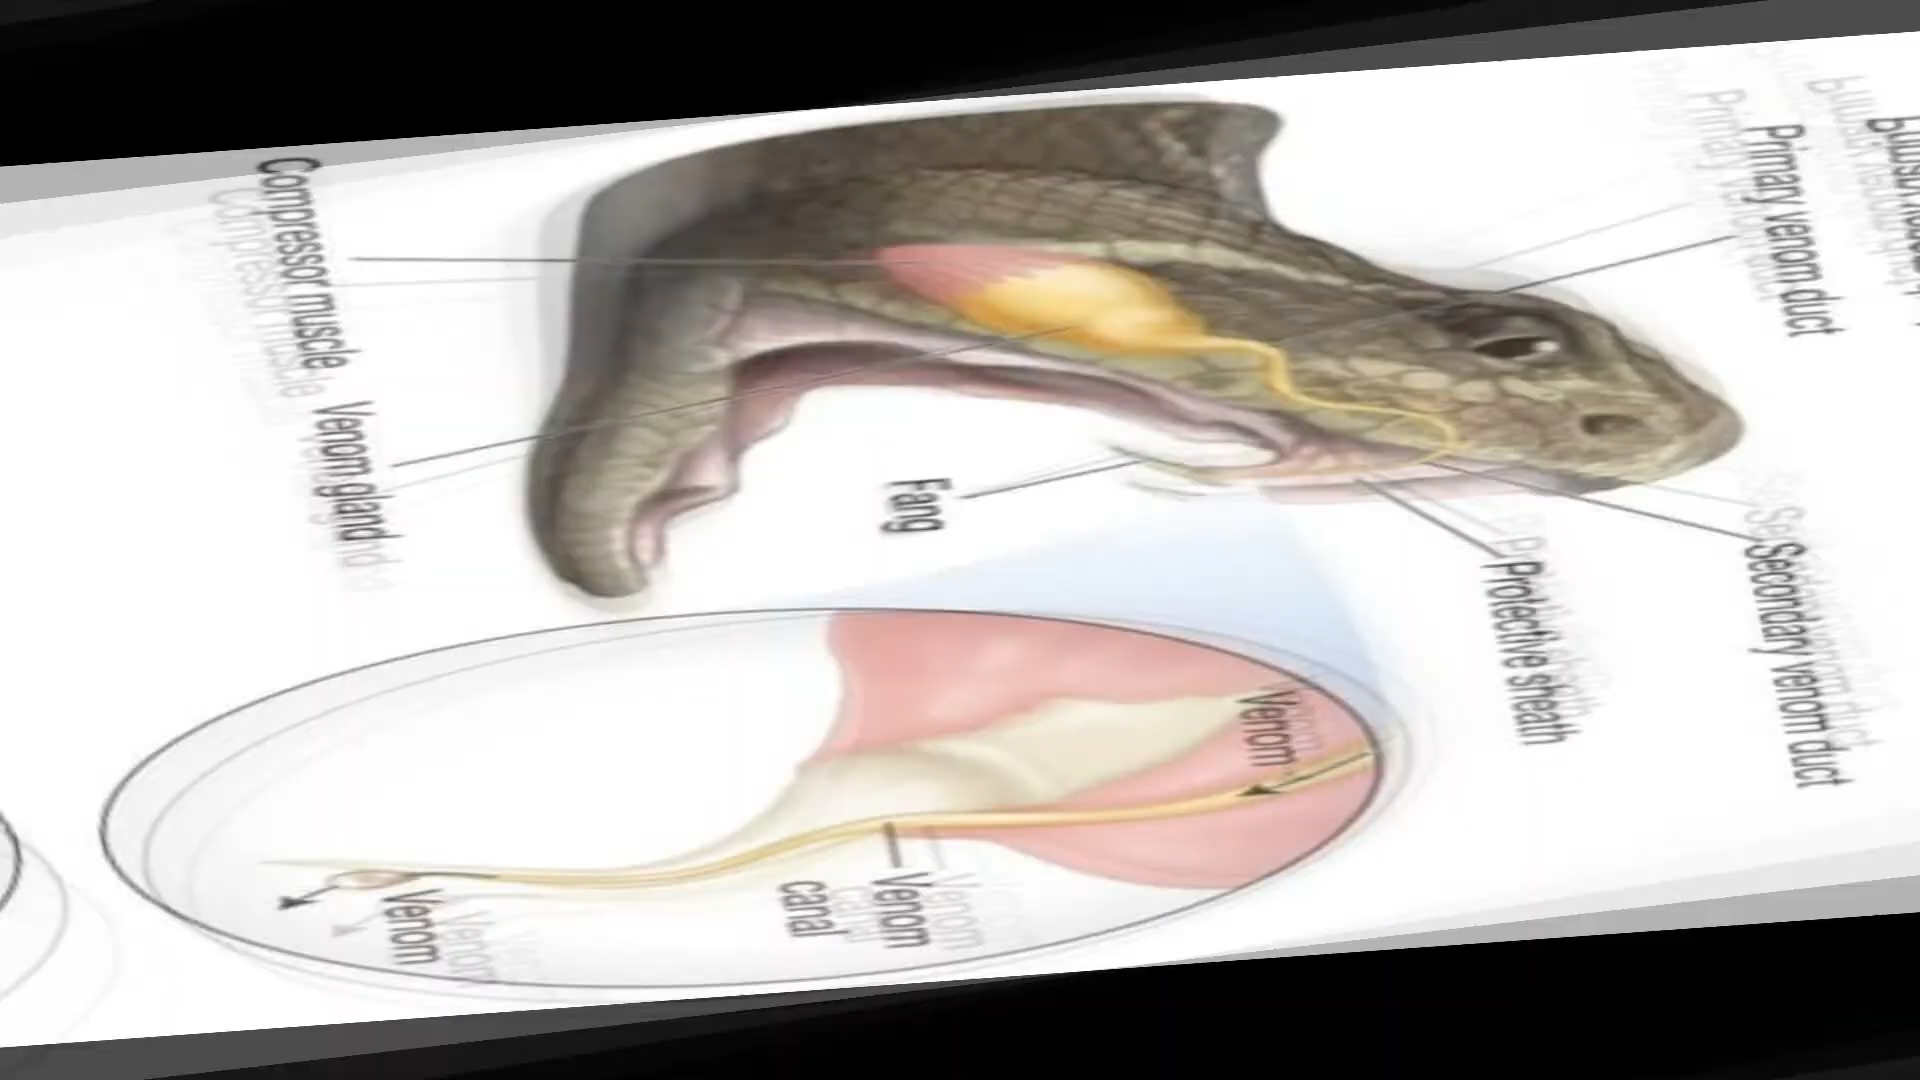 Primary venom duct
Compressor muscle
Venom gland
Fang
Protective sheath
Secondary venom duct
Venom
Venom
canal
Venom